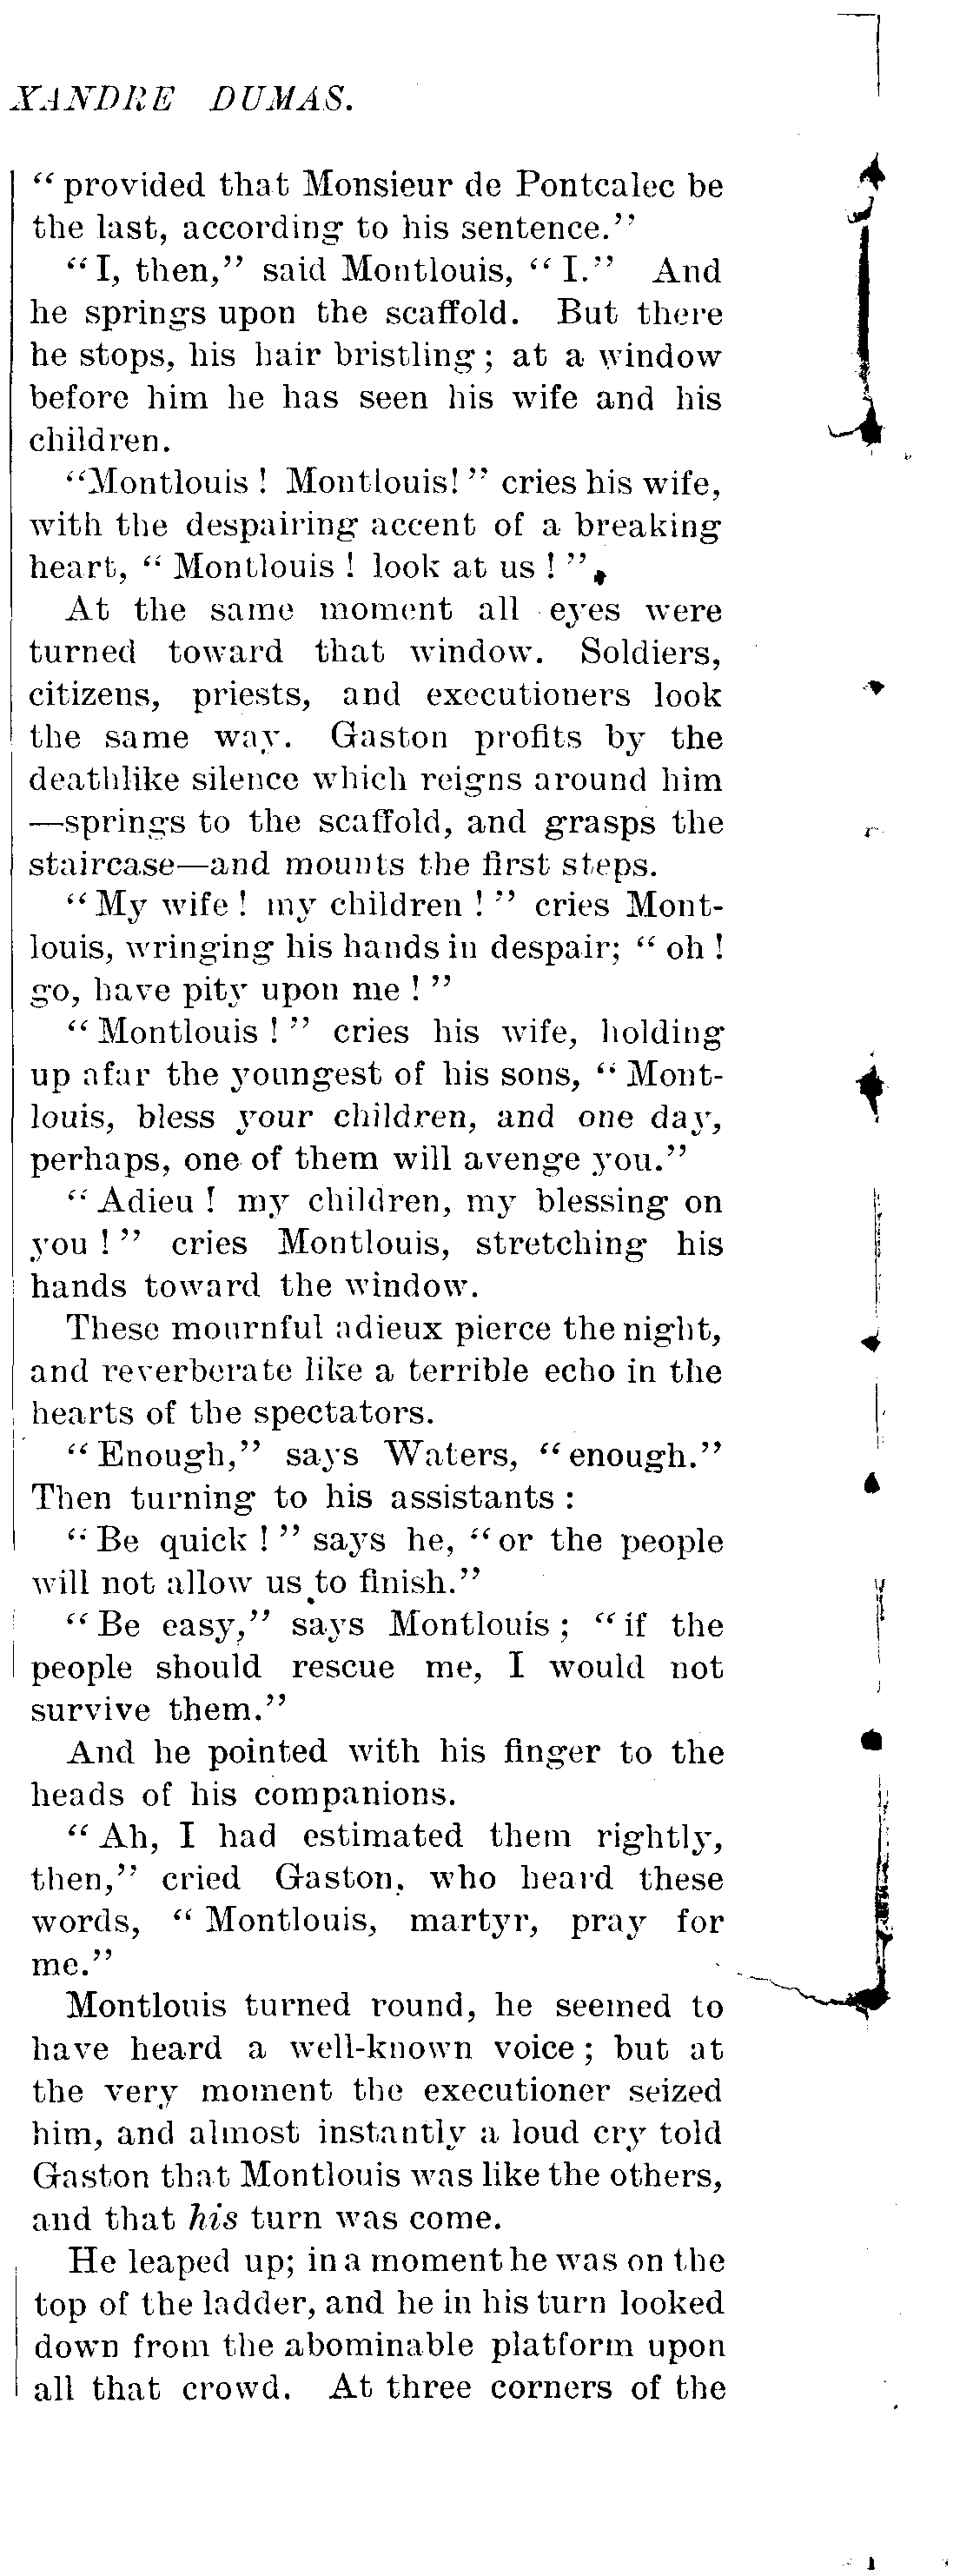 XANDRE DUMAS.
“provided that Monsieur de Pontcalec be
the last, according to his sentence.”
“I, then,” said Montlouis, “I.” And
he springs upon the scaffold. But there
he stops, his hair bristling; at a window
before him he has seen his wife and his
children.
“Montlouis! Montlouis!” cries his wife,
with the despairing accent of a breaking
heart, “Montlouis! look at us!”
At the same moment all eyes were
turned toward that window. Soldiers,
citizens, priests, and executioners look
the same way. Gaston profits by the
deathlike silence which reigns around him
—springs to the scaffold, and grasps the
staircase—and mounts the first steps.
“My wife! my children!” cries Mont-
louis, wringing his hands in despair; “oh!
go, have pity upon me!”
“Montlouis!” cries his wife, holding
up afar the youngest of his sons, “Mont-
louis, bless your children, and one day,
perhaps, one of them will avenge you.”
“Adieu! my children, my blessing on
you!” cries Montlouis, stretching his
hands toward the window.
These mournful adieux pierce the night,
and reverberate like a terrible echo in the
hearts of the spectators.
“Enough,” says Waters, “enough.”
Then turning to his assistants:
“Be quick!” says he, “or the people
will not allow us to finish.”
“Be easy,” says Montlouis; “if the
people should rescue me, I would not
survive them.”
And he pointed with his finger to the
heads of his companions.
“Ah, I had estimated them rightly,
then,” cried Gaston, who heard these
words, “Montlouis, martyr, pray for
me.”
Montlouis turned round, he seemed to
have heard a well-known voice; but at
the very moment the executioner seized
him, and almost instantly a loud cry told
Gaston that Montlouis was like the others,
and that his turn was come.
He leaped up; in a moment he was on the
top of the ladder, and he in his turn looked
down from the abominable platform upon
all that crowd. At three corners of the